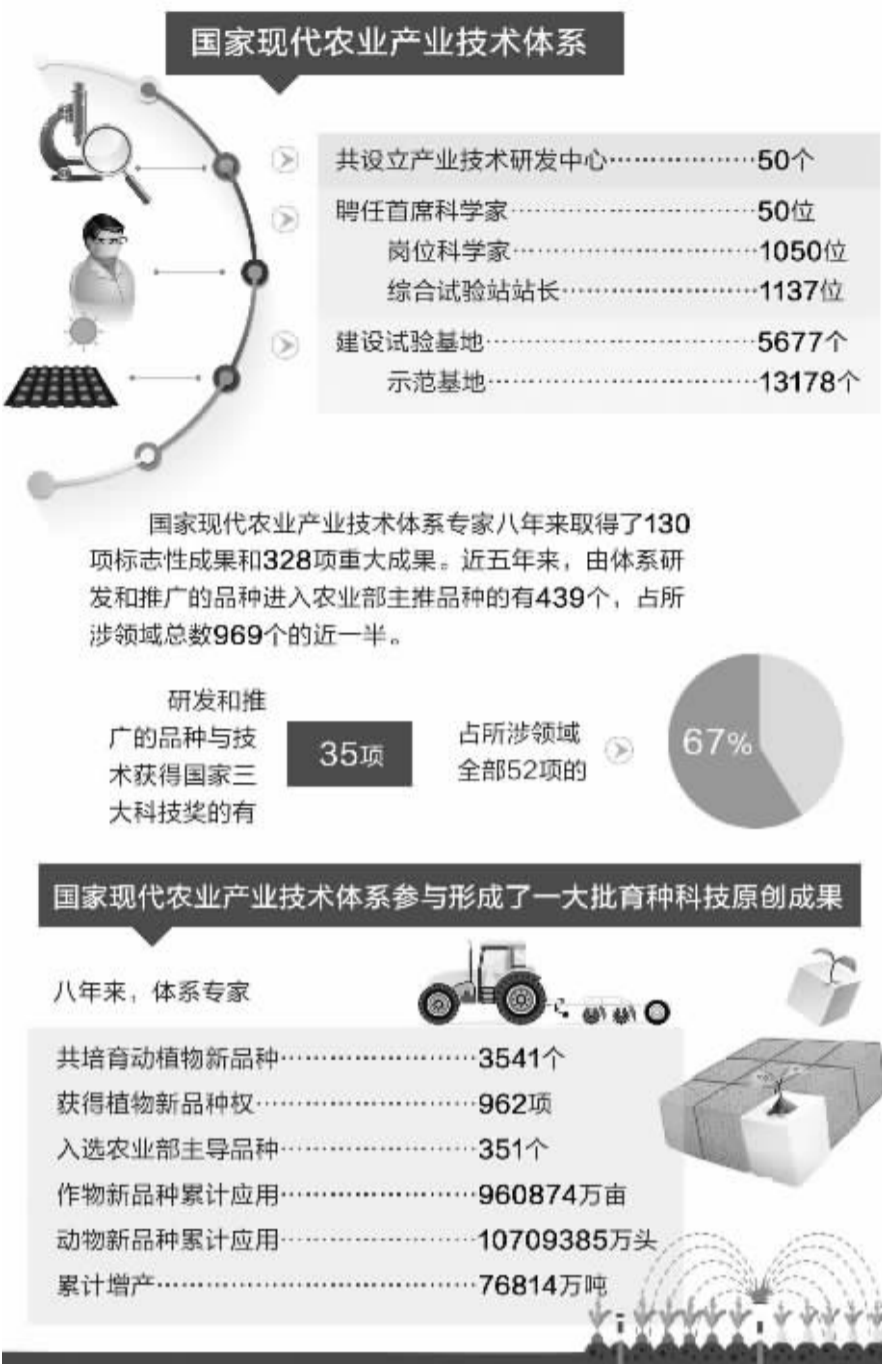 国家现代农业产业技术体系
共设立产业技术研发中心………………50个
聘任首席科学家…………………………50位
岗位科学家…………………………1050位
综合试验站站长……………………1137位
建设试验基地……………………………5677个
示范基地……………………………13178个
国家现代农业产业技术体系专家八年来取得了130
项标志性成果和328项重大成果。近五年来，由体系研
发和推广的品种进入农业部主推品种的有439个，占所
涉领域总数969个的近一半。
研发和推
广的品种与技
术获得国家三
大科技奖的有
35项
占所涉领域
全部52项的
67%
国家现代农业产业技术体系参与形成了一大批育种科技原创成果
八年来，体系专家
共培育动植物新品种……………………3541个
获得植物新品种权………………………962项
入选农业部主导品种……………………351个
作物新品种累计应用……………………960874万亩
动物新品种累计应用……………………10709385万头
累计增产…………………………………76814万吨